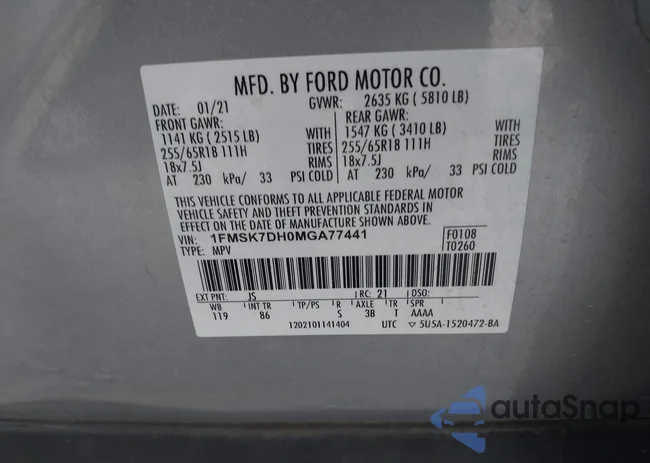 MFD. BY FORD MOTOR CO.
DATE: 01/21 GVWR: 2635 KG ( 5810 LB)
FRONT GAWR: REAR GAWR:
1141 KG ( 2515 LB) WITH 1547 KG ( 3410 LB) WITH
255/65R18 111H TIRES 255/65R18 111H TIRES
18x7.5J RIMS 18x7.5J RIMS
AT 230 kPa/ 33 PSI COLD AT 230 kPa/ 33 PSI COLD
THIS VEHICLE CONFORMS TO ALL APPLICABLE FEDERAL MOTOR
VEHICLE SAFETY AND THEFT PREVENTION STANDARDS IN
EFFECT ON THE DATE OF MANUFACTURE SHOWN ABOVE.
VIN: 1FMSK7DH0MGA77441 F0108
TYPE: MPV T0260
EXT PNT: JS RC: 21 DSO:
WB INT TR TP/PS R AXLE TR SPR
119 86 S 3B T AAAA
1202101141404 UTC ▽ 5U5A-1520472-BA
autoSnap